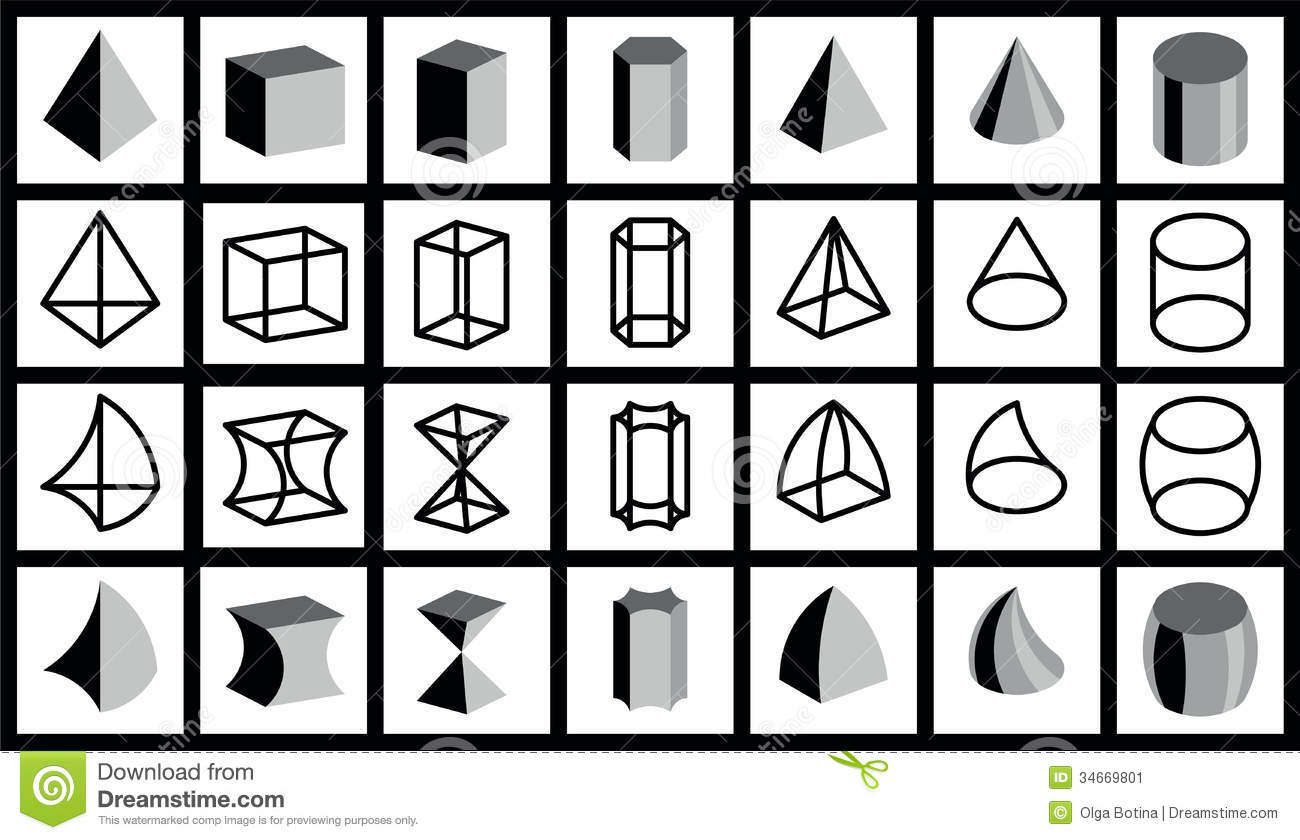 Download from
Dreamstime.com
This watermarked comp image is for previewing purposes only.
ID 34669801
© Olga Botina | Dreamstime.com